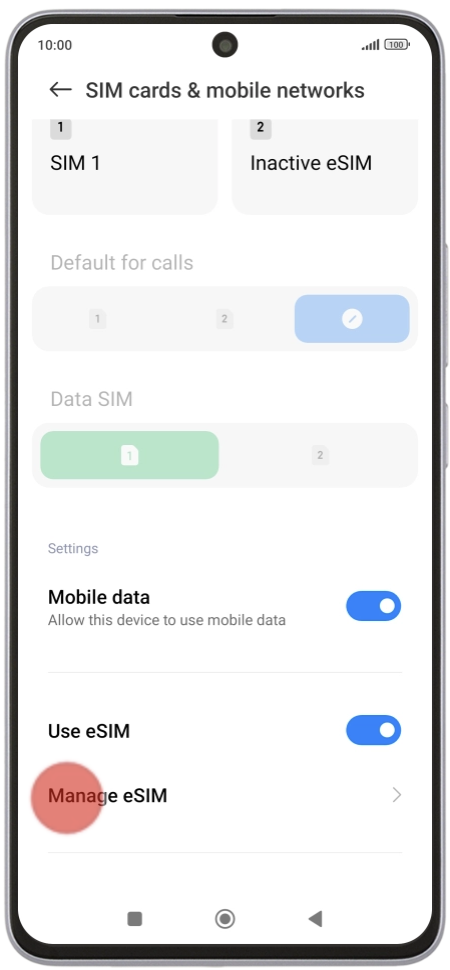 10:00
100
SIM cards & mobile networks
1
2
SIM 1
Inactive eSIM
Default for calls
1
2
Data SIM
1
2
Settings
Mobile data
Allow this device to use mobile data
Use eSIM
Manage eSIM